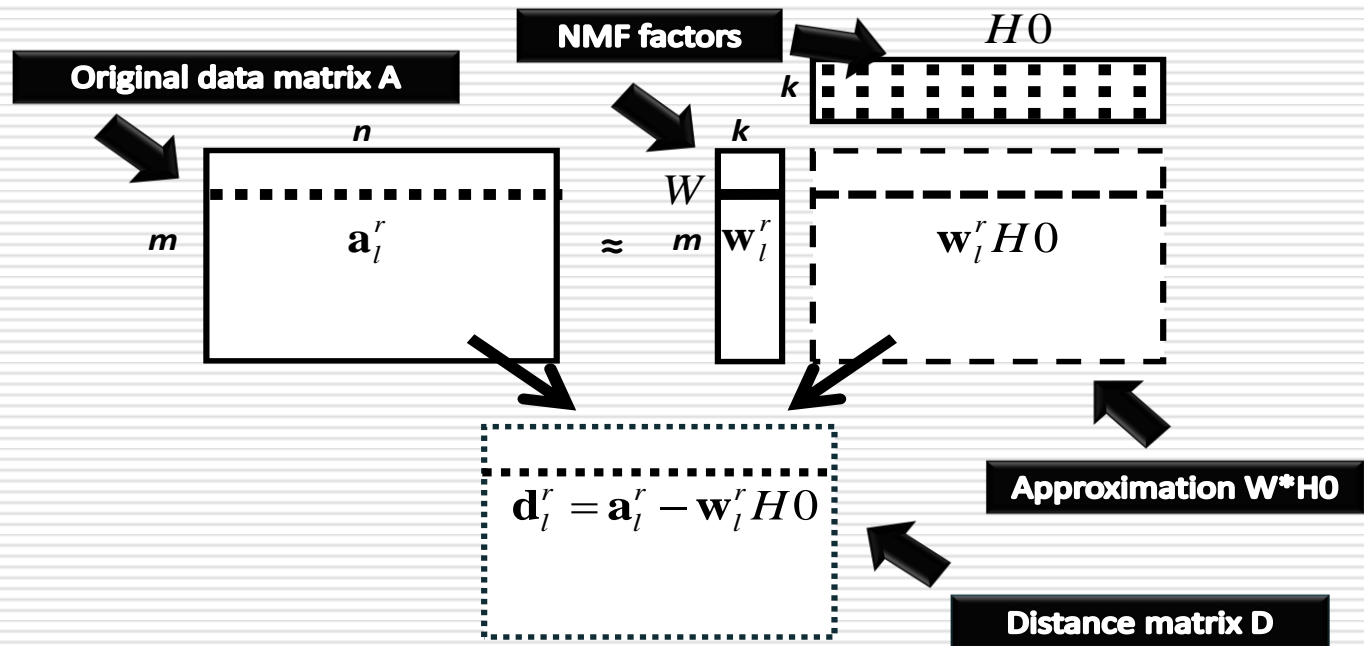 NMF factors
H0
Original data matrix A
k
n
k
W
m
a_l^r
≈
m
w_l^r
w_l^r H0
d_l^r = a_l^r − w_l^r H0
Approximation W*H0
Distance matrix D